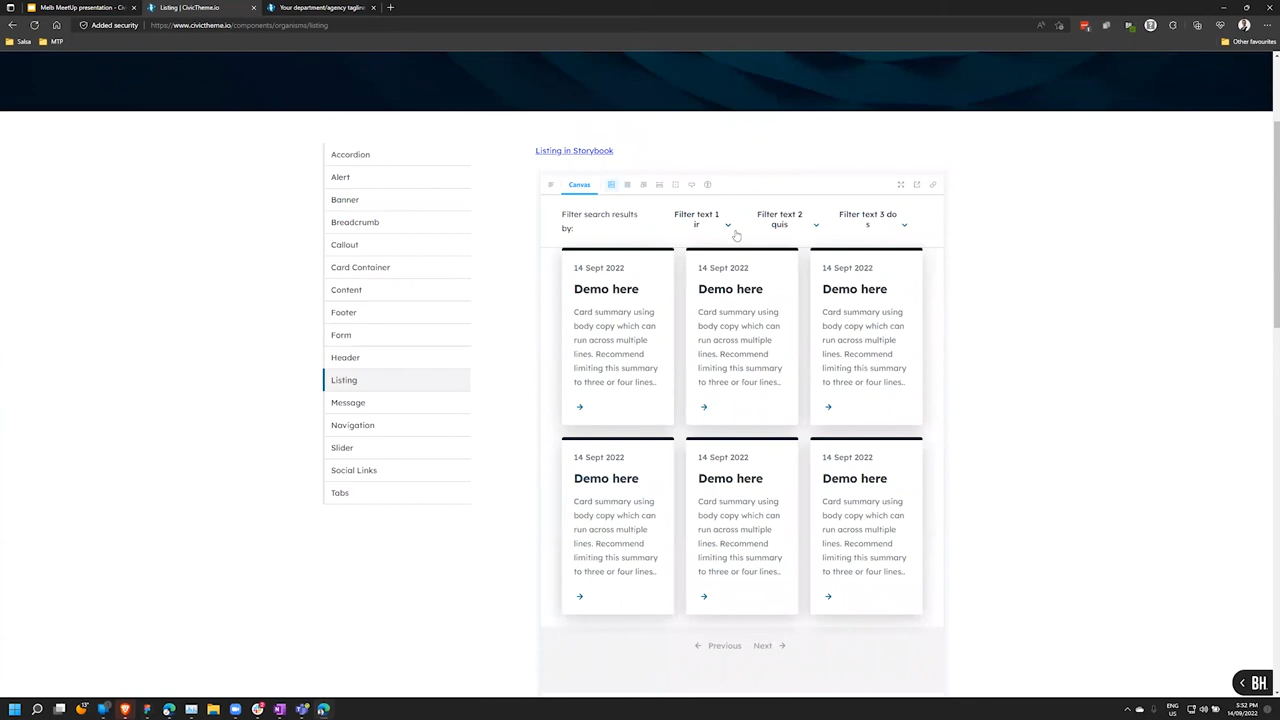 Melb MeetUp presentation - Civic
Listing | CivicTheme.io
Your department/agency tagline
Added security
https://www.civictheme.io/components/organisms/listing
Salsa
MTP
Other favourites
Accordion
Alert
Banner
Breadcrumb
Callout
Card Container
Content
Footer
Form
Header
Listing
Message
Navigation
Slider
Social Links
Tabs
Listing in Storybook
Canvas
Filter search results
by:
Filter text 1
ir
Filter text 2
quis
Filter text 3 do
s
14 Sept 2022
Demo here
Card summary using
body copy which can
run across multiple
lines. Recommend
limiting this summary
to three or four lines..
14 Sept 2022
Demo here
Card summary using
body copy which can
run across multiple
lines. Recommend
limiting this summary
to three or four lines..
14 Sept 2022
Demo here
Card summary using
body copy which can
run across multiple
lines. Recommend
limiting this summary
to three or four lines..
14 Sept 2022
Demo here
Card summary using
body copy which can
run across multiple
lines. Recommend
limiting this summary
to three or four lines..
14 Sept 2022
Demo here
Card summary using
body copy which can
run across multiple
lines. Recommend
limiting this summary
to three or four lines..
14 Sept 2022
Demo here
Card summary using
body copy which can
run across multiple
lines. Recommend
limiting this summary
to three or four lines..
Previous
Next
BH
ENG
US
5:52 PM
14/09/2022